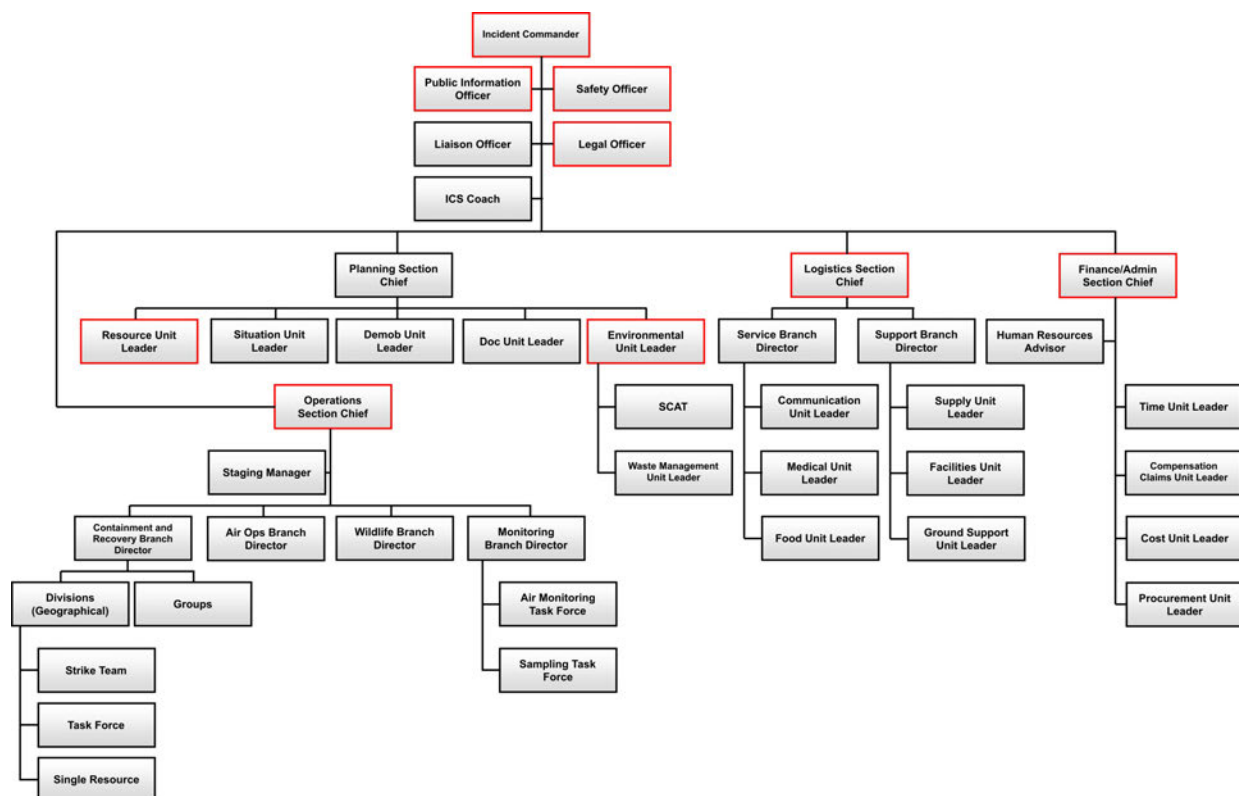 Incident Commander
Public Information
Officer
Safety Officer
Liaison Officer
Legal Officer
ICS Coach
Planning Section
Chief
Logistics Section
Chief
Finance/Admin
Section Chief
Resource Unit
Leader
Situation Unit
Leader
Demob Unit
Leader
Doc Unit Leader
Environmental
Unit Leader
Service Branch
Director
Support Branch
Director
Human Resources
Advisor
Operations
Section Chief
SCAT
Communication
Unit Leader
Supply Unit
Leader
Time Unit Leader
Staging Manager
Waste Management
Unit Leader
Medical Unit
Leader
Facilities Unit
Leader
Compensation
Claims Unit Leader
Containment and
Recovery Branch
Director
Air Ops Branch
Director
Wildlife Branch
Director
Monitoring
Branch Director
Food Unit Leader
Ground Support
Unit Leader
Cost Unit Leader
Divisions
(Geographical)
Groups
Air Monitoring
Task Force
Procurement Unit
Leader
Strike Team
Sampling Task
Force
Task Force
Single Resource